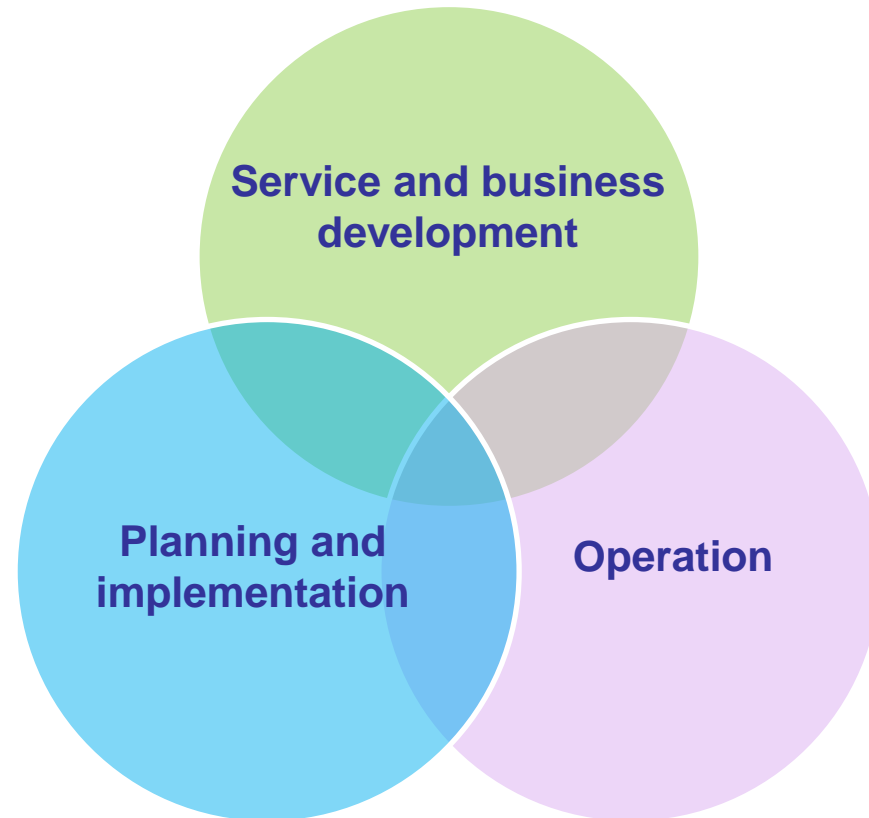 Service and business
development
Planning and
implementation
Operation